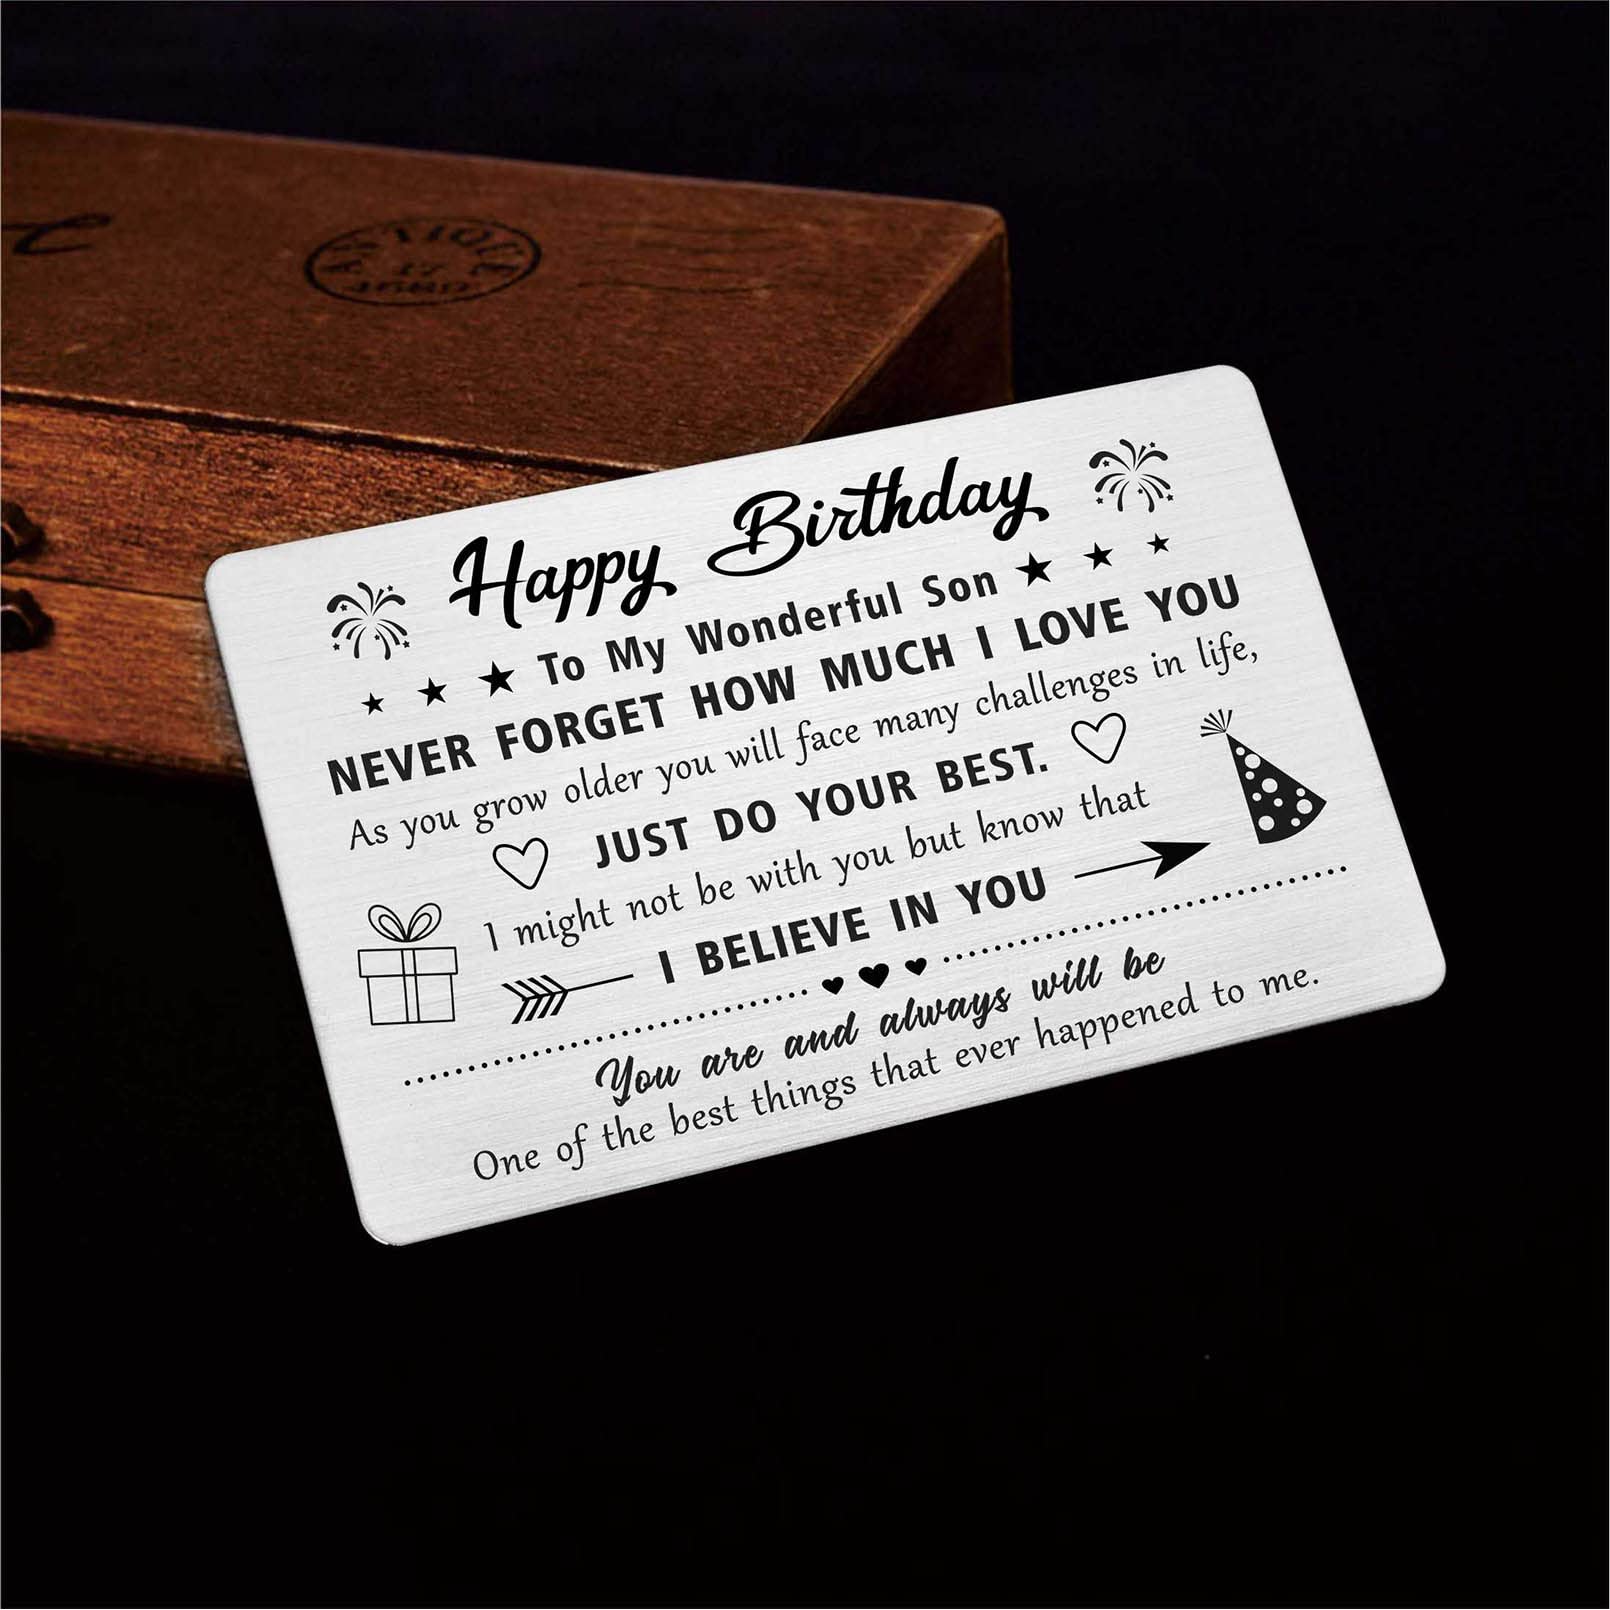 ANTIQUE
Happy Birthday
To My Wonderful Son
NEVER FORGET HOW MUCH I LOVE YOU
As you grow older you will face many challenges in life,
JUST DO YOUR BEST.
I might not be with you but know that
I BELIEVE IN YOU
You are and always will be
One of the best things that ever happened to me.